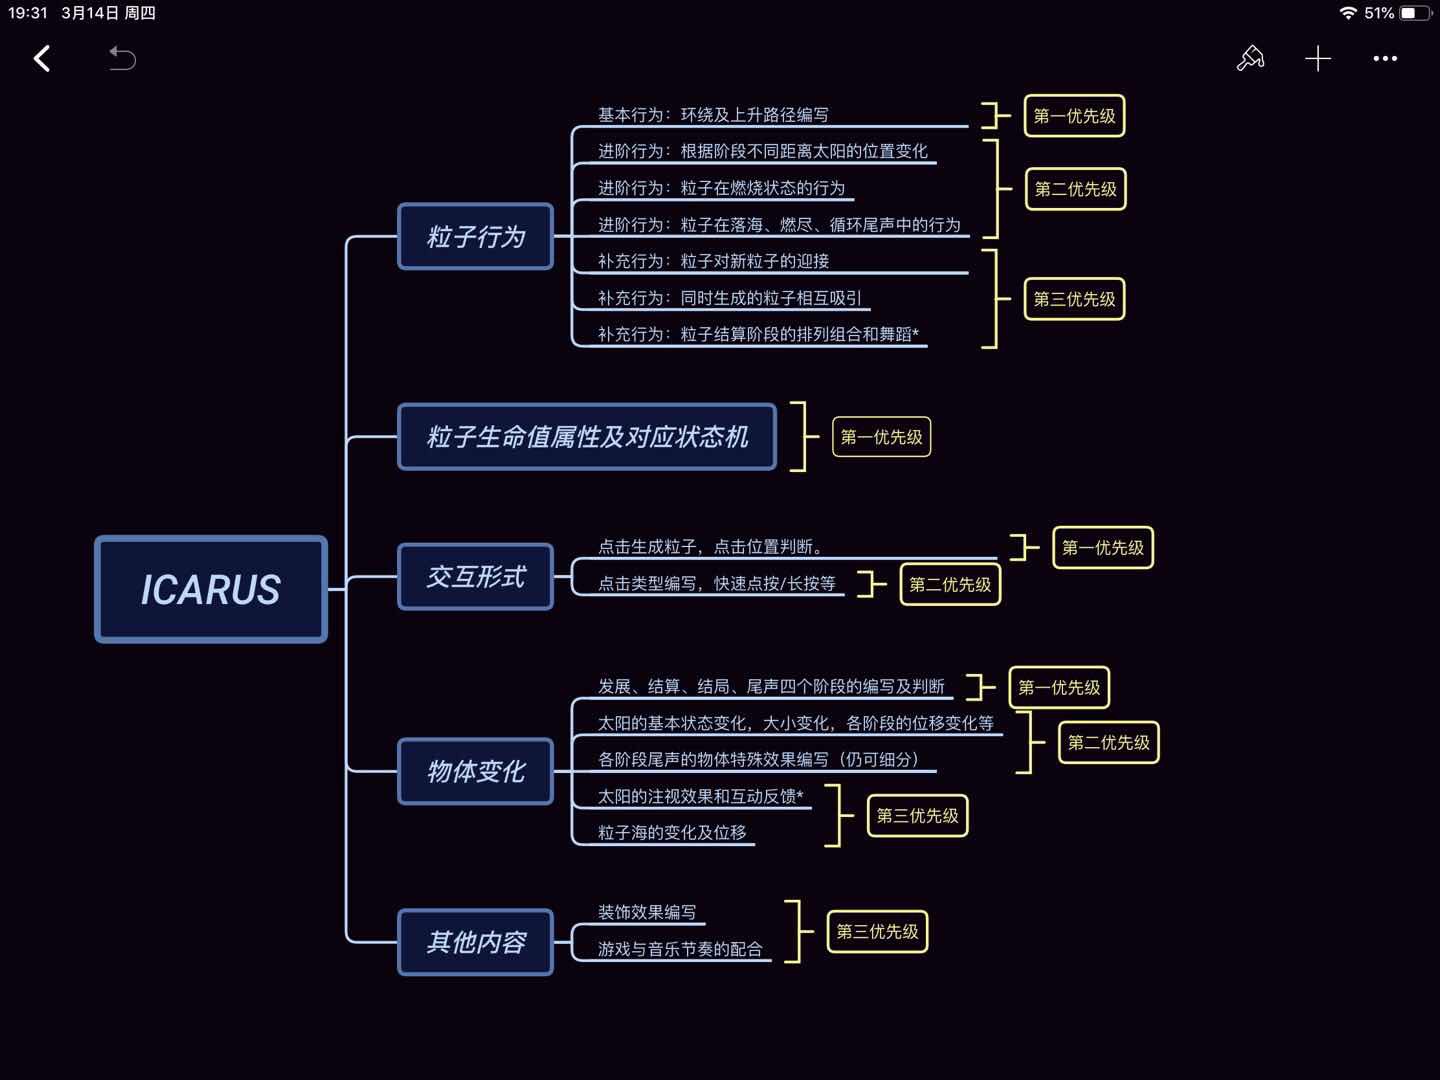 19:31 3月14日 周四
51%
基本行为：环绕及上升路径编写
第一优先级
进阶行为：根据阶段不同距离太阳的位置变化
进阶行为：粒子在燃烧状态的行为
进阶行为：粒子在落海、燃尽、循环尾声中的行为
第二优先级
补充行为：粒子对新粒子的迎接
补充行为：同时生成的粒子相互吸引
补充行为：粒子结算阶段的排列组合和舞蹈*
第三优先级
粒子行为
粒子生命值属性及对应状态机
第一优先级
ICARUS
交互形式
点击生成粒子，点击位置判断。
第一优先级
点击类型编写，快速点按/长按等
第二优先级
物体变化
发展、结算、结局、尾声四个阶段的编写及判断
第一优先级
太阳的基本状态变化，大小变化，各阶段的位移变化等
各阶段尾声的物体特殊效果编写（仍可细分）
第二优先级
太阳的注视效果和互动反馈*
粒子海的变化及位移
第三优先级
其他内容
装饰效果编写
游戏与音乐节奏的配合
第三优先级